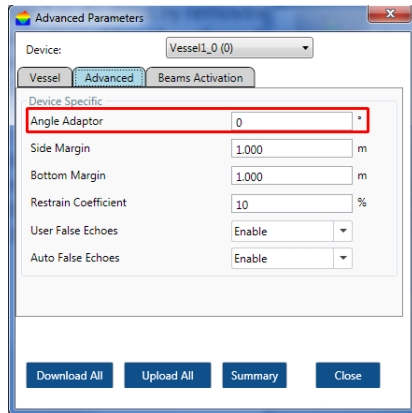 Advanced Parameters
Device: Vessel1_0 (0)
Vessel Advanced Beams Activation
Device Specific
Angle Adaptor 0 °
Side Margin 1.000 m
Bottom Margin 1.000 m
Restrain Coefficient 10 %
User False Echoes Enable
Auto False Echoes Enable
Download All Upload All Summary Close